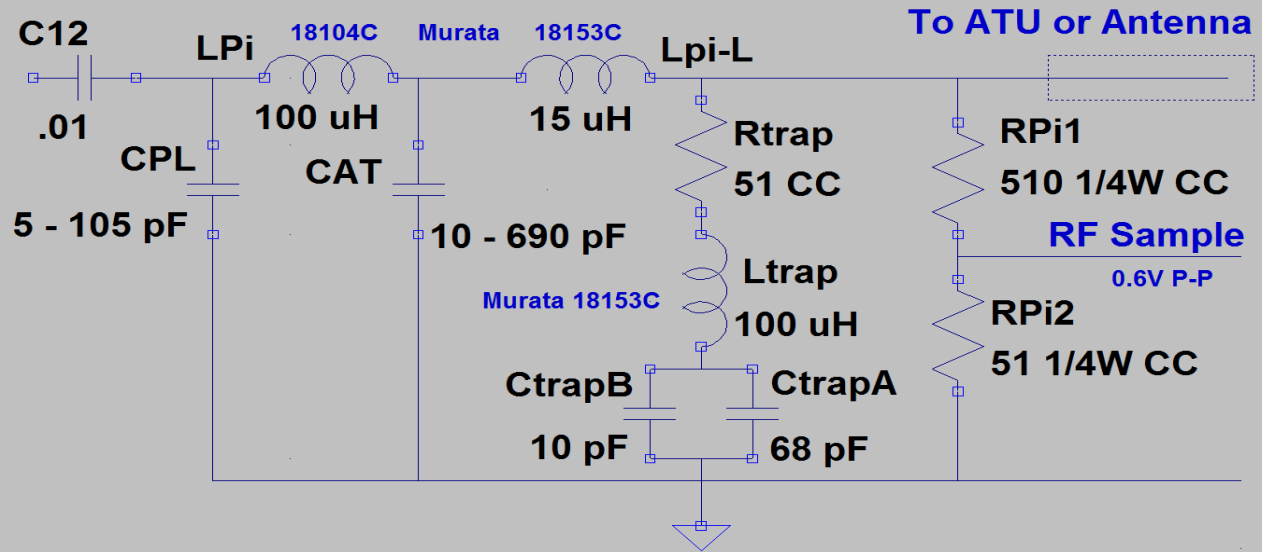 To ATU or Antenna
C12
LPi
18104C
Murata
18153C
Lpi-L
.01
100 uH
15 uH
CPL
5 - 105 pF
CAT
10 - 690 pF
Rtrap
51 CC
RPi1
510 1/4W CC
RF Sample
0.6V P-P
Ltrap
Murata 18153C
100 uH
RPi2
51 1/4W CC
CtrapB
10 pF
CtrapA
68 pF